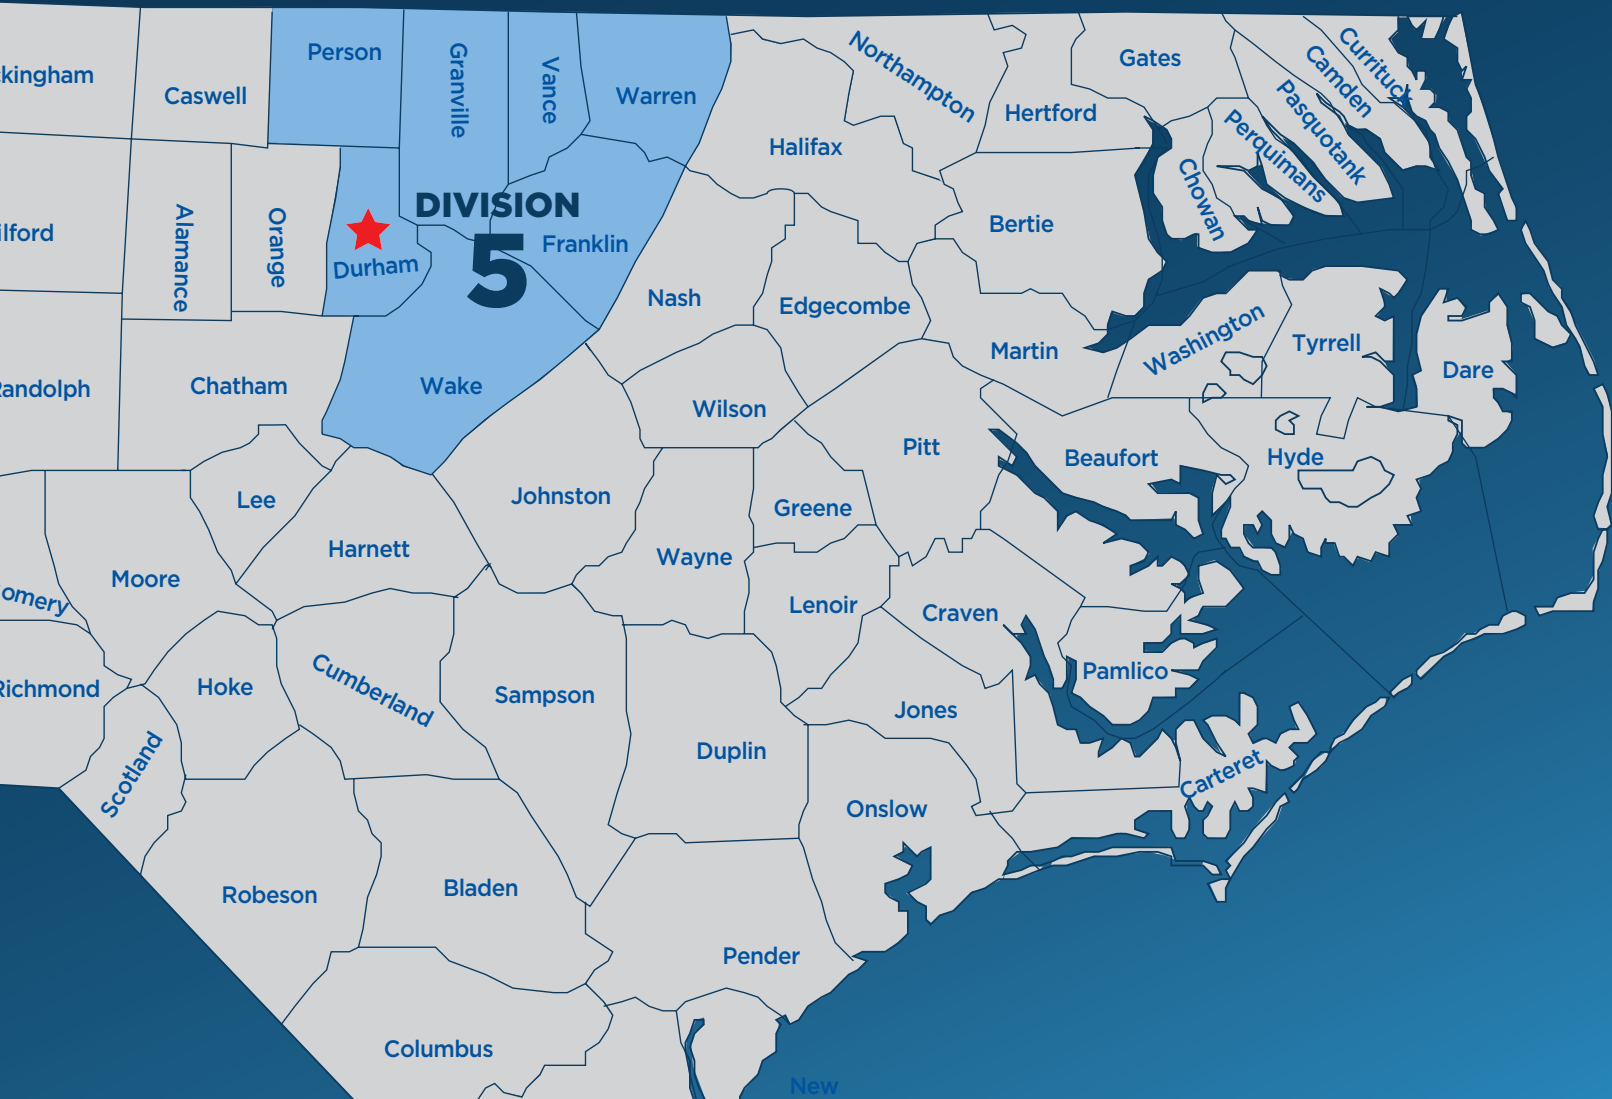 Person
Granville
Vance
Warren
Northampton
Gates
Currituck
Camden
Pasquotank
Perquimans
ckingham
Caswell
Hertford
Halifax
Chowan
Alamance
Orange
DIVISION
5
Franklin
Durham
Bertie
ilford
Nash
Edgecombe
Washington
Tyrrell
Martin
Dare
Randolph
Chatham
Wake
Wilson
Pitt
Beaufort
Hyde
Lee
Johnston
Greene
Harnett
Wayne
Moore
omery
Lenoir
Craven
Richmond
Hoke
Cumberland
Sampson
Pamlico
Jones
Scotland
Duplin
Carteret
Onslow
Robeson
Bladen
Pender
Columbus
New